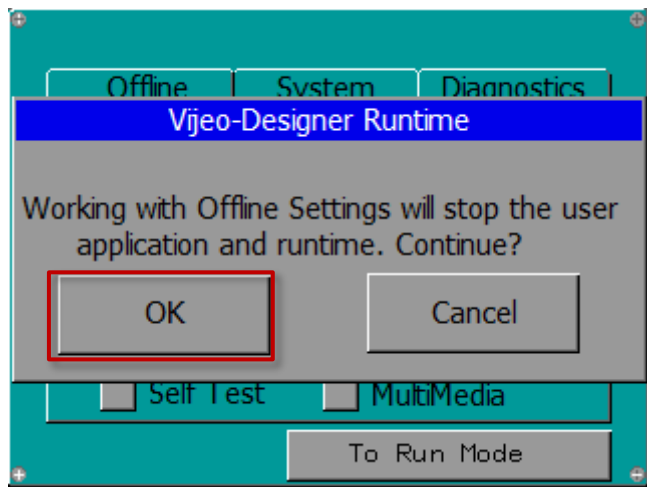 Offline System Diagnostics
Vijeo-Designer Runtime
Working with Offline Settings will stop the user
application and runtime. Continue?
OK Cancel
Self Test MultiMedia
To Run Mode